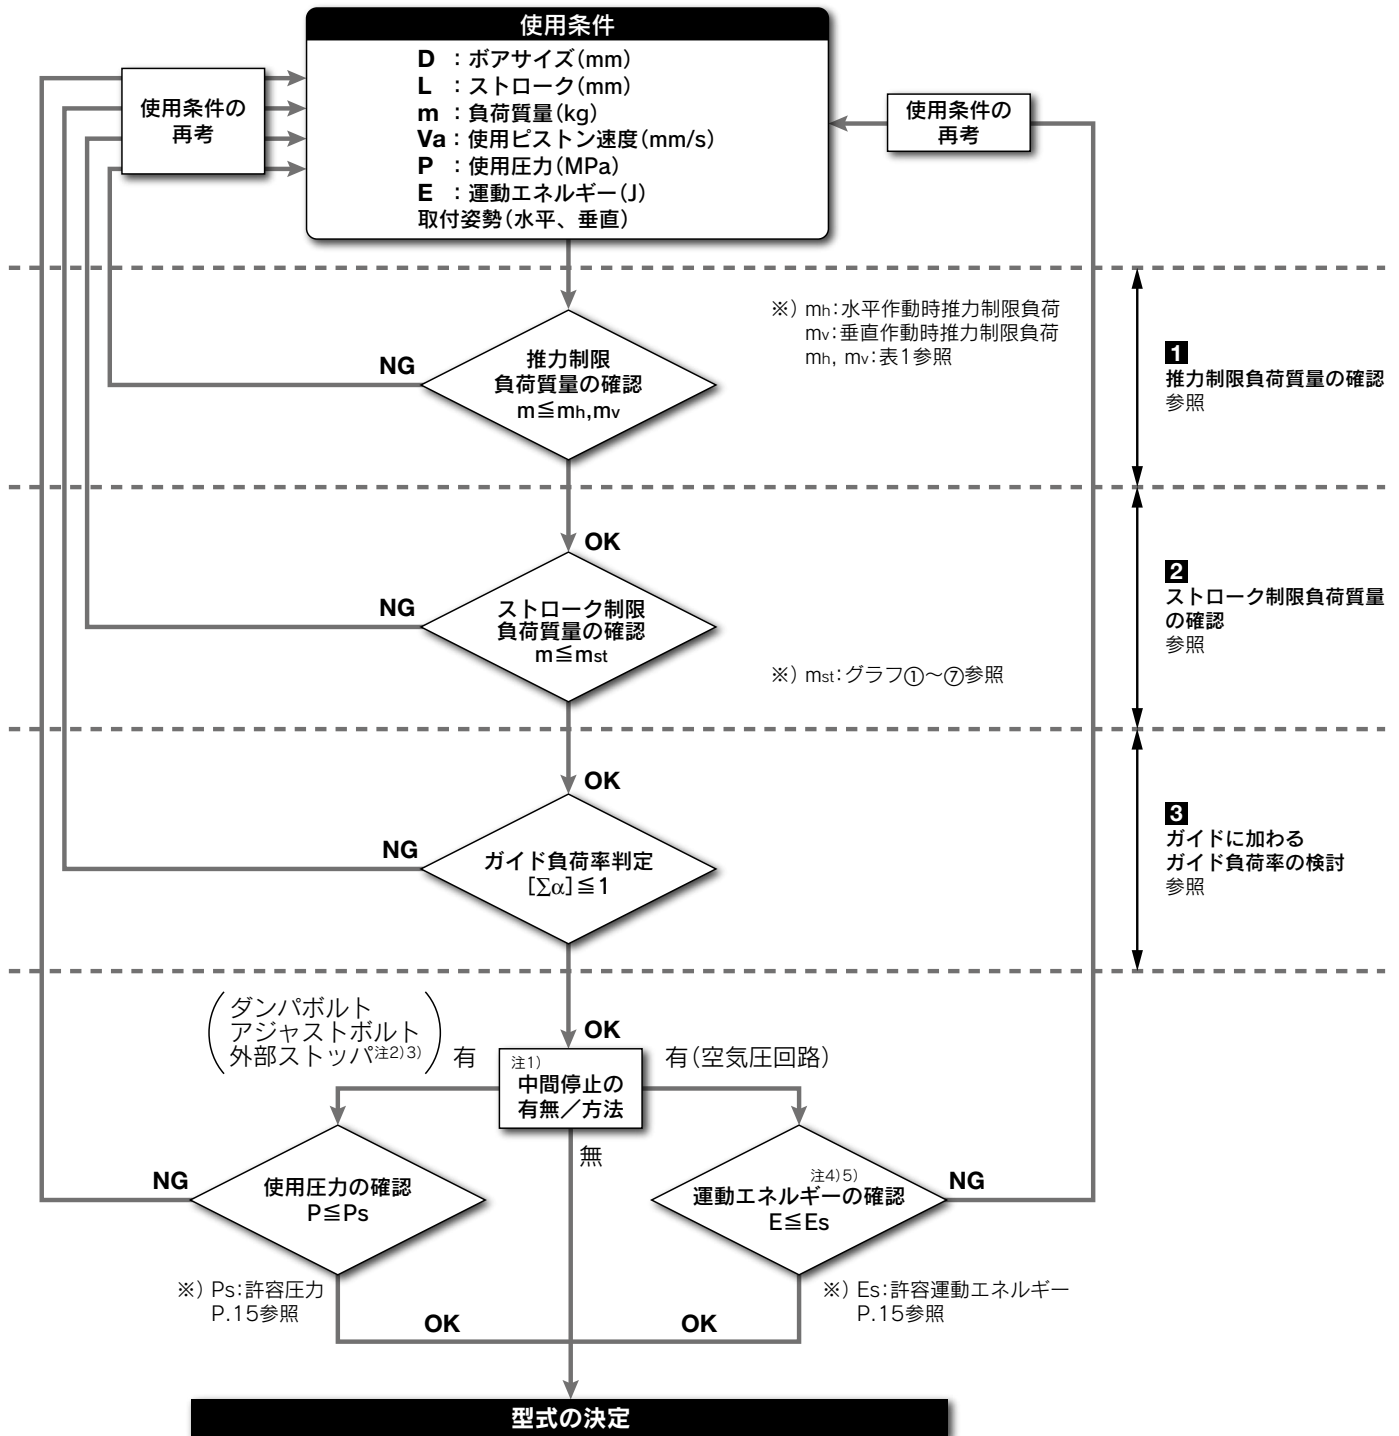 使用条件
D ：ボアサイズ(mm)
L ：ストローク(mm)
m ：負荷質量(kg)
Va：使用ピストン速度(mm/s)
P ：使用圧力(MPa)
E ：運動エネルギー(J)
取付姿勢(水平、垂直)
使用条件の
再考
使用条件の
再考
※) mh：水平作動時推力制限負荷
mv：垂直作動時推力制限負荷
mh, mv：表1参照
NG
推力制限
負荷質量の確認
m≦mh,mv
1
推力制限負荷質量の確認
参照
OK
NG
ストローク制限
負荷質量の確認
m≦mst
※) mst：グラフ①～⑦参照
2
ストローク制限負荷質量
の確認
参照
OK
NG
ガイド負荷率判定
[Σα]≦1
3
ガイドに加わる
ガイド負荷率の検討
参照
OK
ダンパボルト
アジャストボルト
外部ストッパ注2)3)
有
注1)
中間停止の
有無／方法
有(空気圧回路)
無
NG
使用圧力の確認
P≦Ps
注4)5)
運動エネルギーの確認
E≦Es
NG
※) Ps：許容圧力
P.15参照
※) Es：許容運動エネルギー
P.15参照
OK
OK
型式の決定